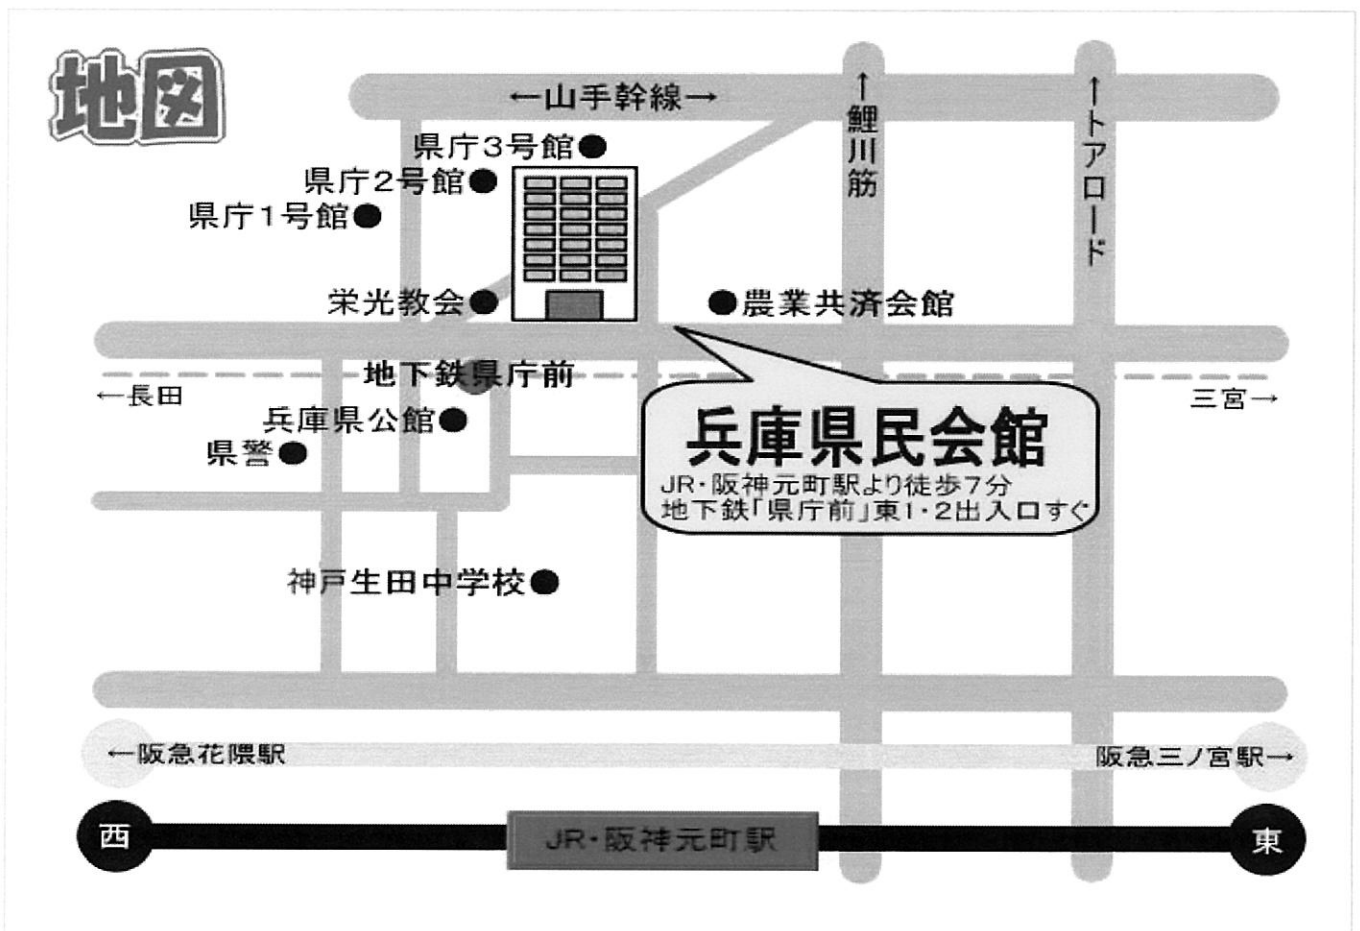 地図
←山手幹線→
↑鯉川筋
↑トアロード
県庁3号館●
県庁2号館●
県庁1号館●
栄光教会●
●農業共済会館
地下鉄県庁前
←長田
三宮→
兵庫県公館●
県警●
兵庫県民会館
JR・阪神元町駅より徒歩7分
地下鉄「県庁前」東1・2出入口すぐ
神戸生田中学校●
←阪急花隈駅
阪急三ノ宮駅→
西
JR・阪神元町駅
東